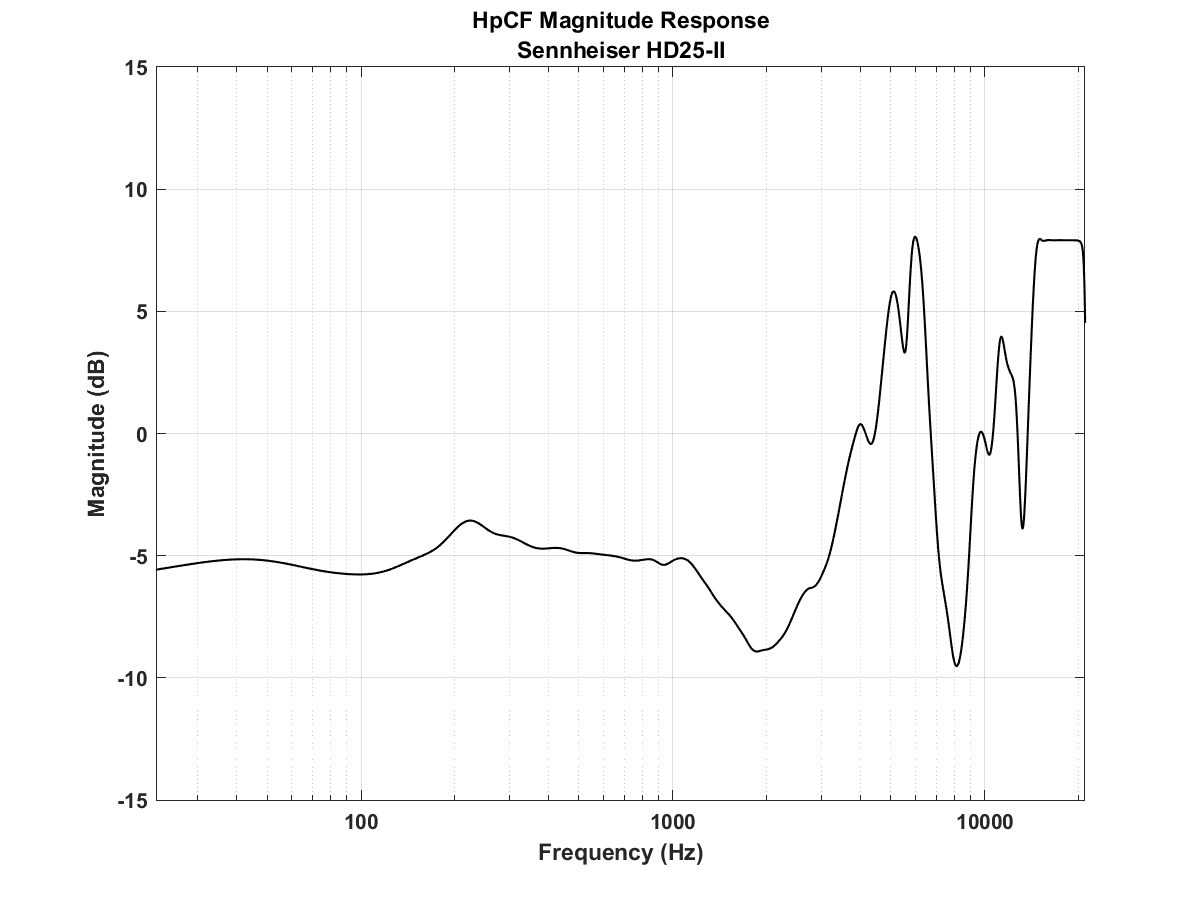 HpCF Magnitude Response
Sennheiser HD25-II
15
10
5
0
-5
-10
-15
Magnitude (dB)
100
1000
10000
Frequency (Hz)